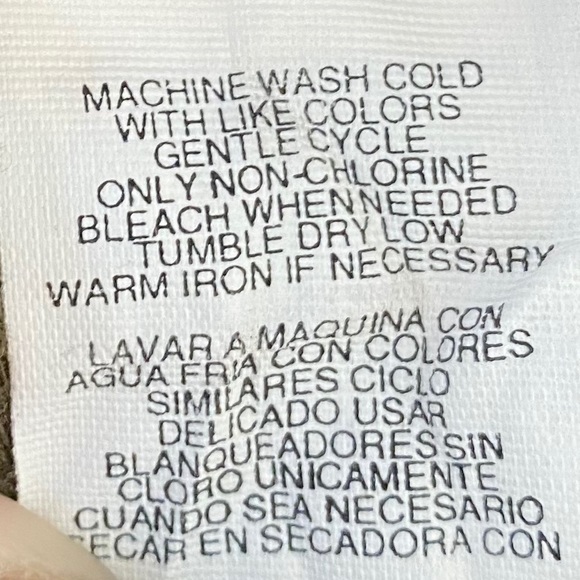 MACHINE WASH COLD
WITH LIKE COLORS
GENTLE CYCLE
ONLY NON-CHLORINE
BLEACH WHEN NEEDED
TUMBLE DRY LOW
WARM IRON IF NECESSARY
LAVAR A MAQUINA CON
AGUA FRIA CON COLORES
SIMILARES CICLO
DELICADO USAR
BLANQUEADORES SIN
CLORO UNICAMENTE
CUANDO SEA NECESARIO
SECAR EN SECADORA CON